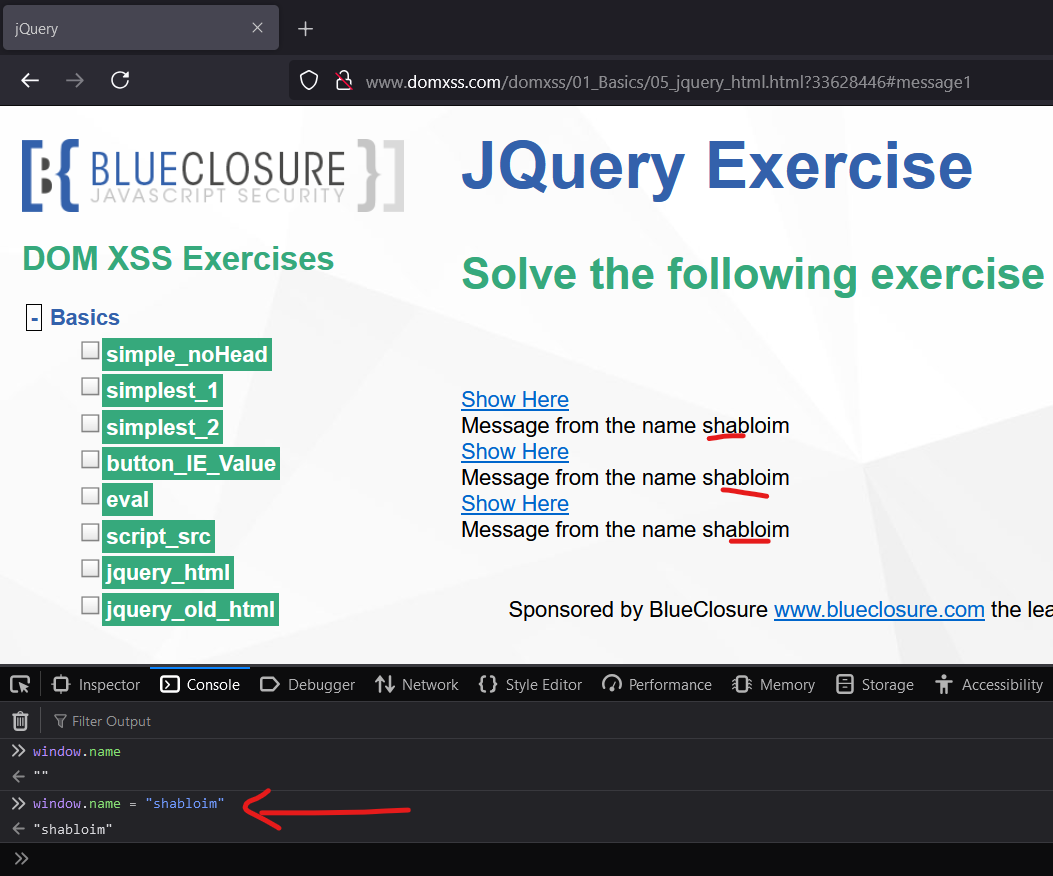 jQuery
www.domxss.com/domxss/01_Basics/05_jquery_html.html?33628446#message1
[B{ BLUECLOSURE }]
JAVASCRIPT SECURITY
JQuery Exercise
DOM XSS Exercises
Solve the following exercise
- Basics
simple_noHead
simplest_1
simplest_2
button_IE_Value
eval
script_src
jquery_html
jquery_old_html
Show Here
Message from the name shabloim
Show Here
Message from the name shabloim
Show Here
Message from the name shabloim
Sponsored by BlueClosure www.blueclosure.com the lea
Inspector Console Debugger Network Style Editor Performance Memory Storage Accessibility
Filter Output
window.name
""
window.name = "shabloim"
"shabloim"